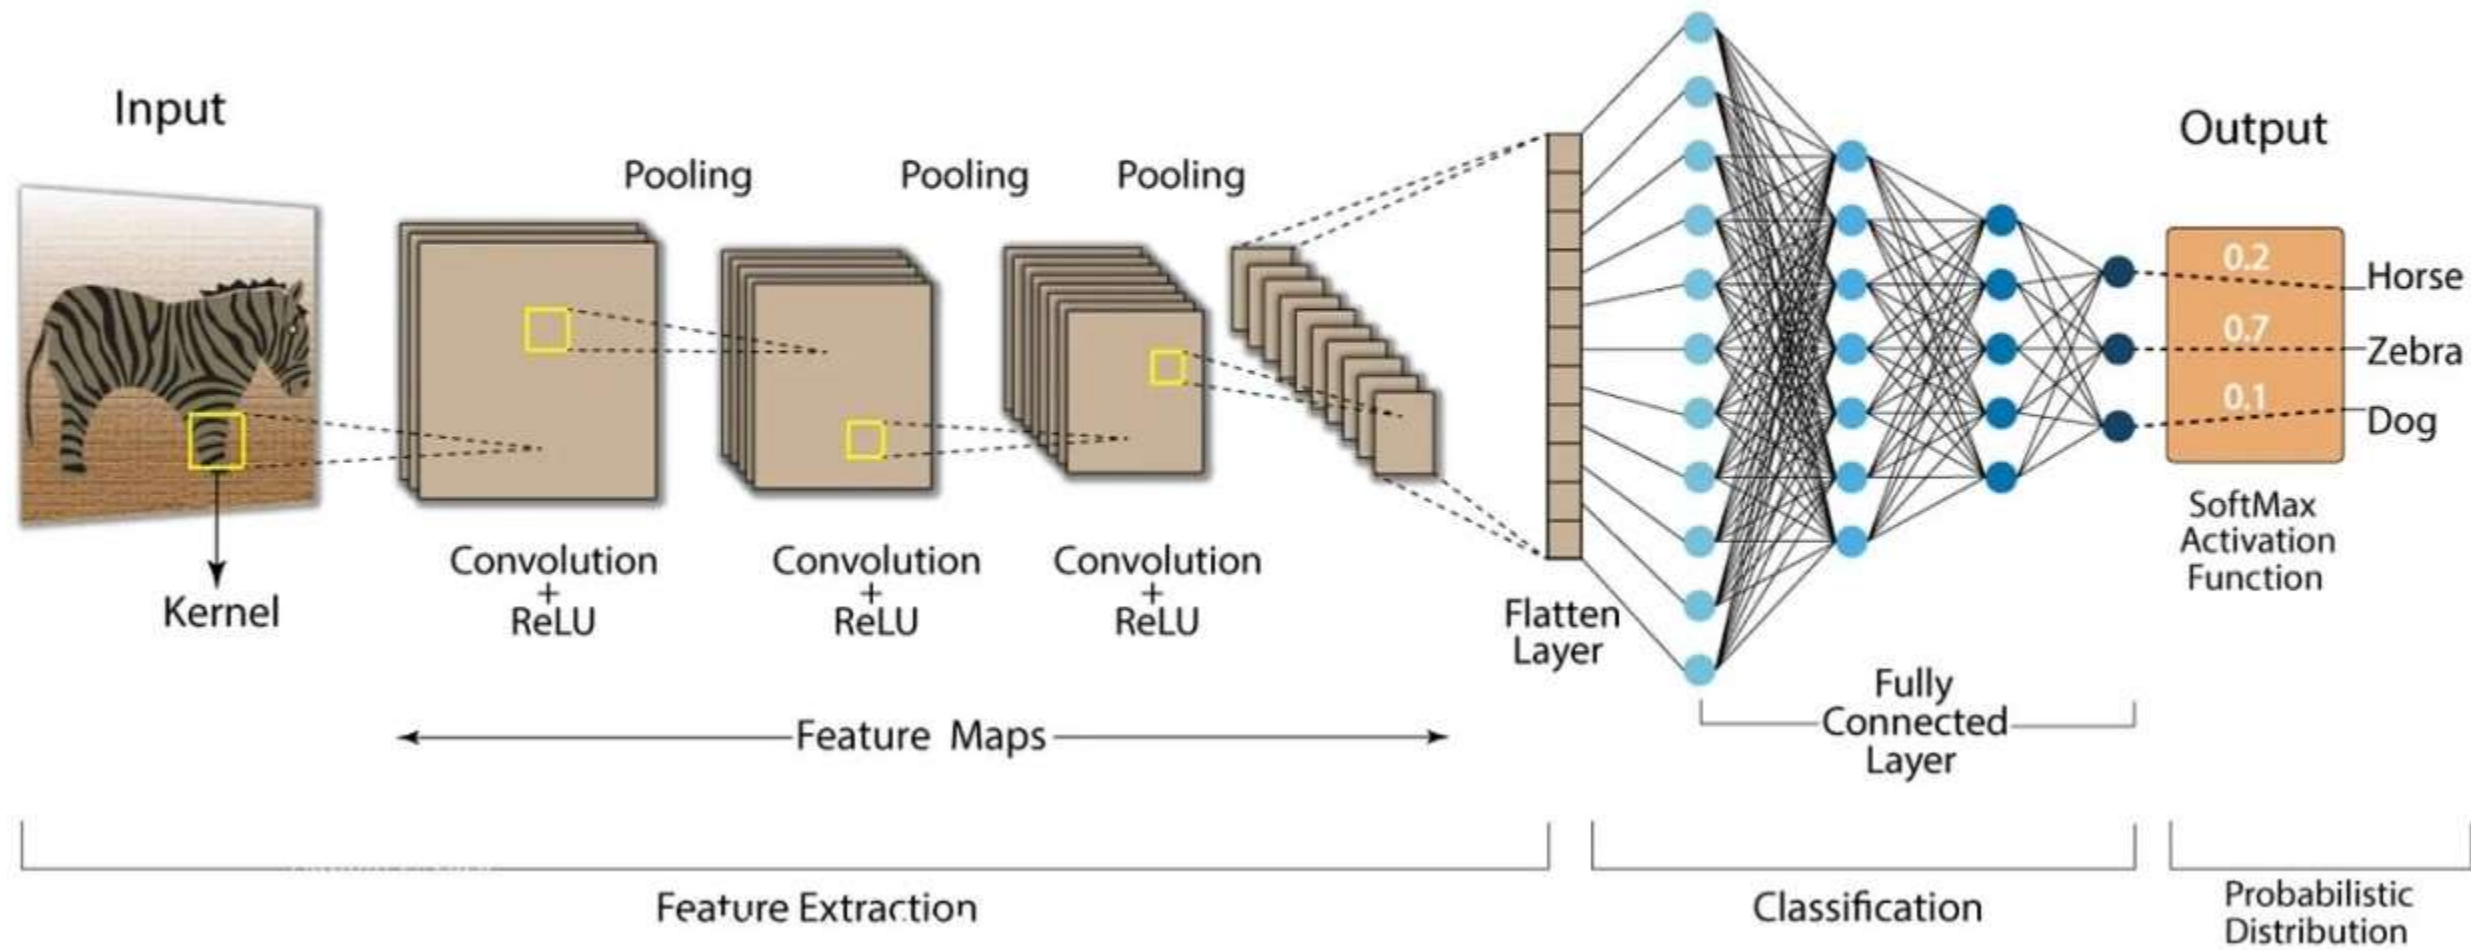 Input
Output
Pooling
Pooling
Pooling
0.2
Horse
0.7
Zebra
0.1
Dog
SoftMax
Activation
Function
Convolution
+
ReLU
Convolution
+
ReLU
Convolution
+
ReLU
Kernel
Flatten
Layer
Fully
Connected
Layer
Feature Maps
Feature Extraction
Classification
Probabilistic
Distribution